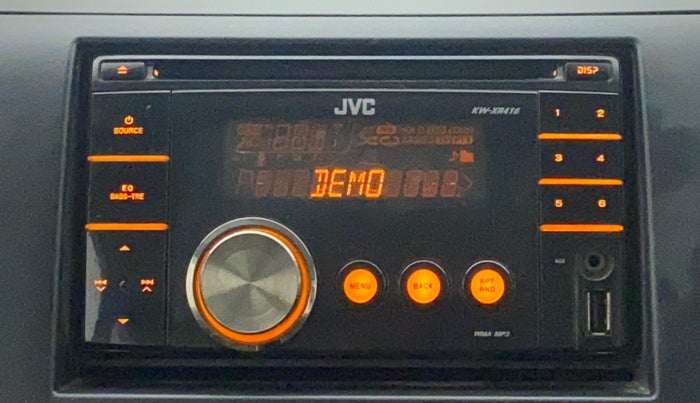 DISP
JVC
KW-XR416
SOURCE
EQ
BASS-TRE
DEMO
1 2
3 4
5 6
MENU
BACK
RPT
RND
AUX
WMA MP3